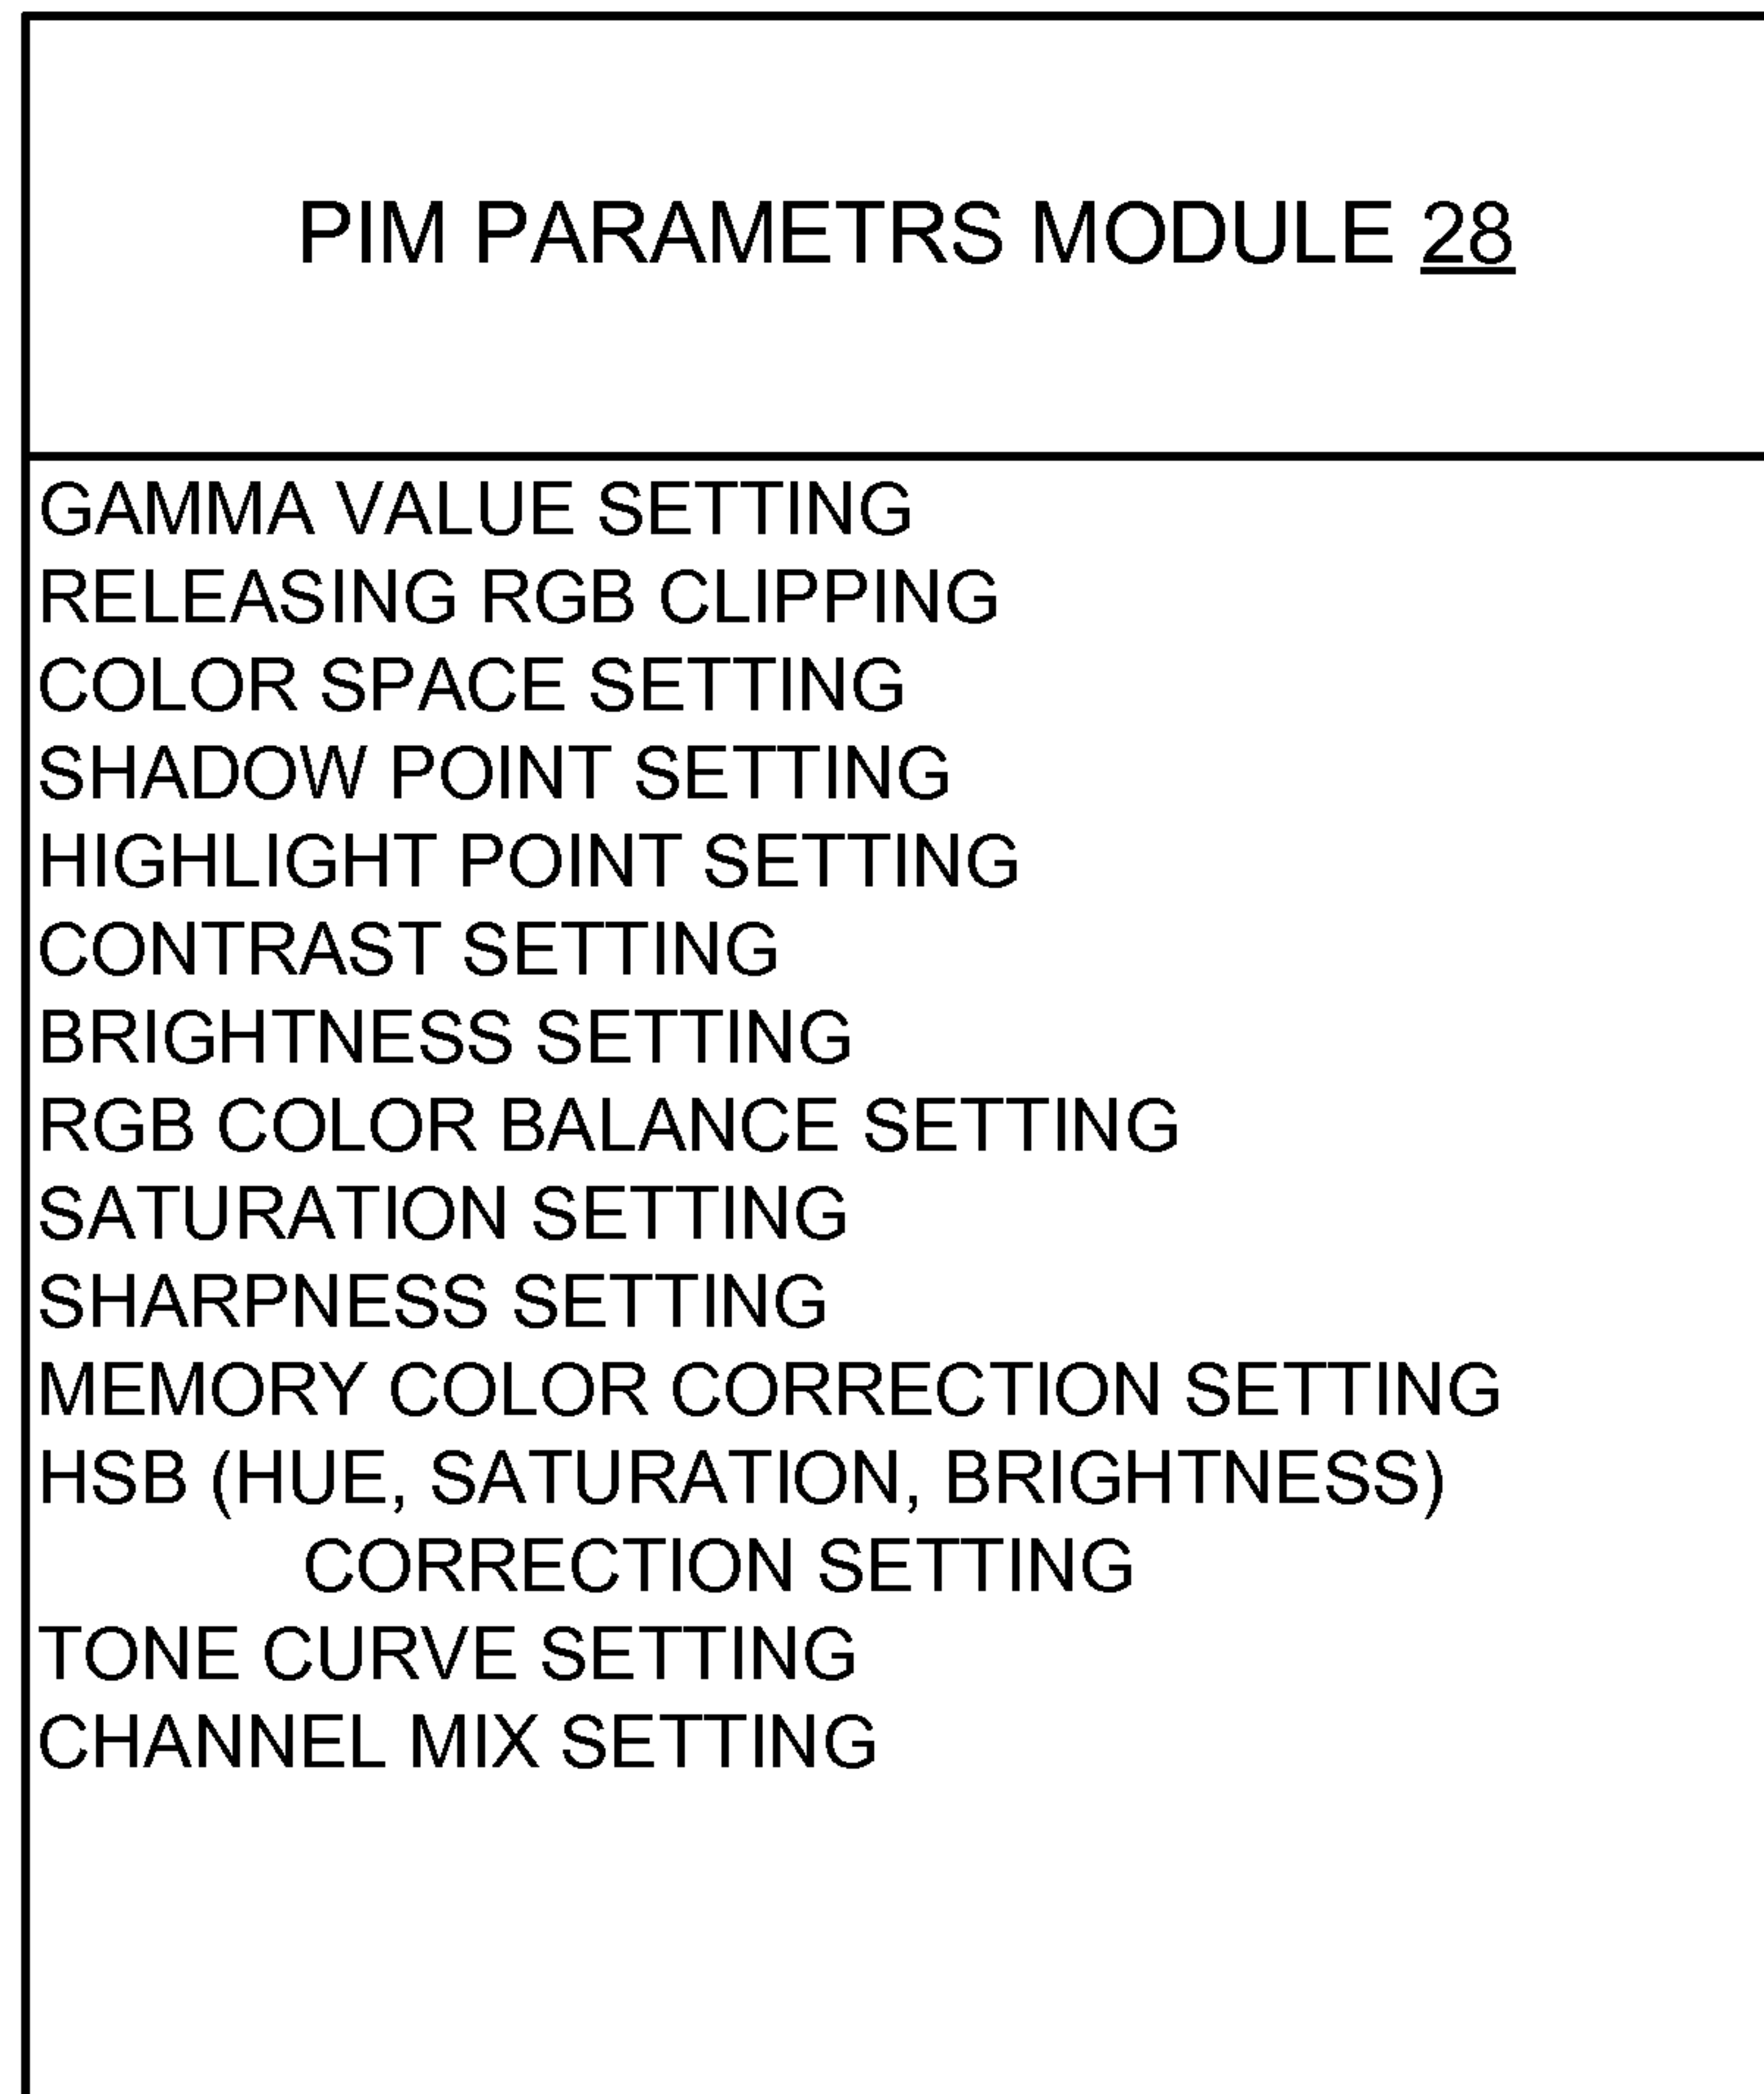 PIM PARAMETRS MODULE 28
GAMMA VALUE SETTING
RELEASING RGB CLIPPING
COLOR SPACE SETTING
SHADOW POINT SETTING
HIGHLIGHT POINT SETTING
CONTRAST SETTING
BRIGHTNESS SETTING
RGB COLOR BALANCE SETTING
SATURATION SETTING
SHARPNESS SETTING
MEMORY COLOR CORRECTION SETTING
HSB (HUE, SATURATION, BRIGHTNESS)
CORRECTION SETTING
TONE CURVE SETTING
CHANNEL MIX SETTING